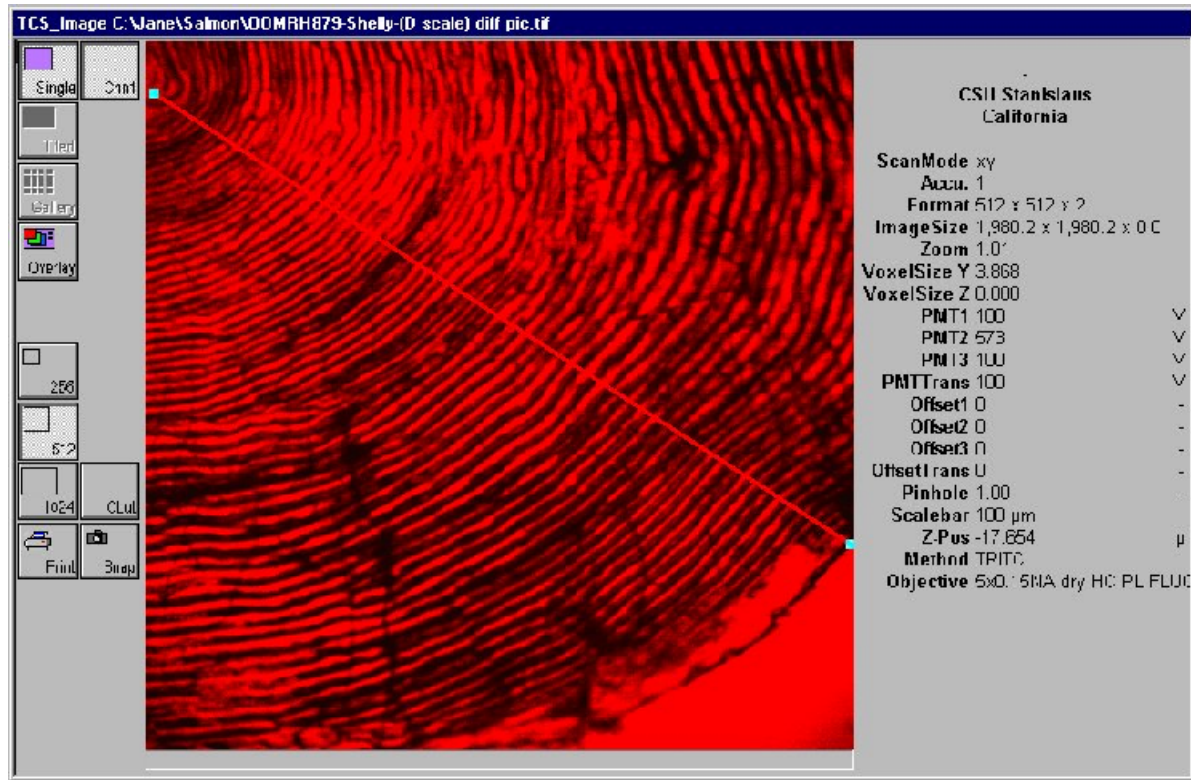 TCS_Image C:\Jane\Salmon\OOMRH879-Shelly-(D scale) diff pic.tif
Single
Tiled
Gallery
Overlay
256
512
1024 CLut
Print Snap
CSU Stanislaus
California
ScanMode xy
Accu. 1
Format 512 x 512 x 2
ImageSize 1,980.2 x 1,980.2 x 0.0
Zoom 1.01
VoxelSize Y 3.868
VoxelSize Z 0.000
PMT1 100 V
PMT2 573 V
PMT3 100 V
PMTTrans 100 V
Offset1 0 -
Offset2 0 -
Offset3 0 -
OffsetTrans 0 -
Pinhole 1.00 -
Scalebar 100 µm
Z-Pos -17.654 µ
Method TRITC
Objective 5x0.15NA dry HC PL FLUO